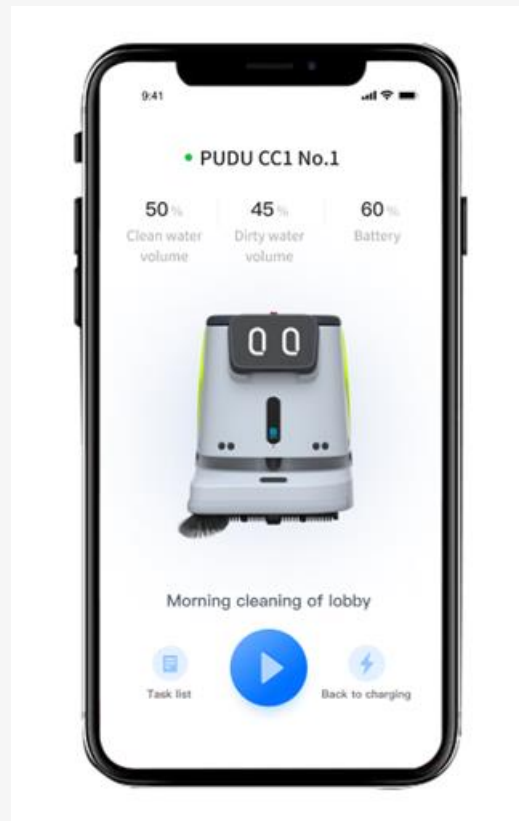 9:41
PUDU CC1 No.1
50 % 45 % 60 %
Clean water Dirty water Battery
volume volume
00
Morning cleaning of lobby
Task list Back to charging